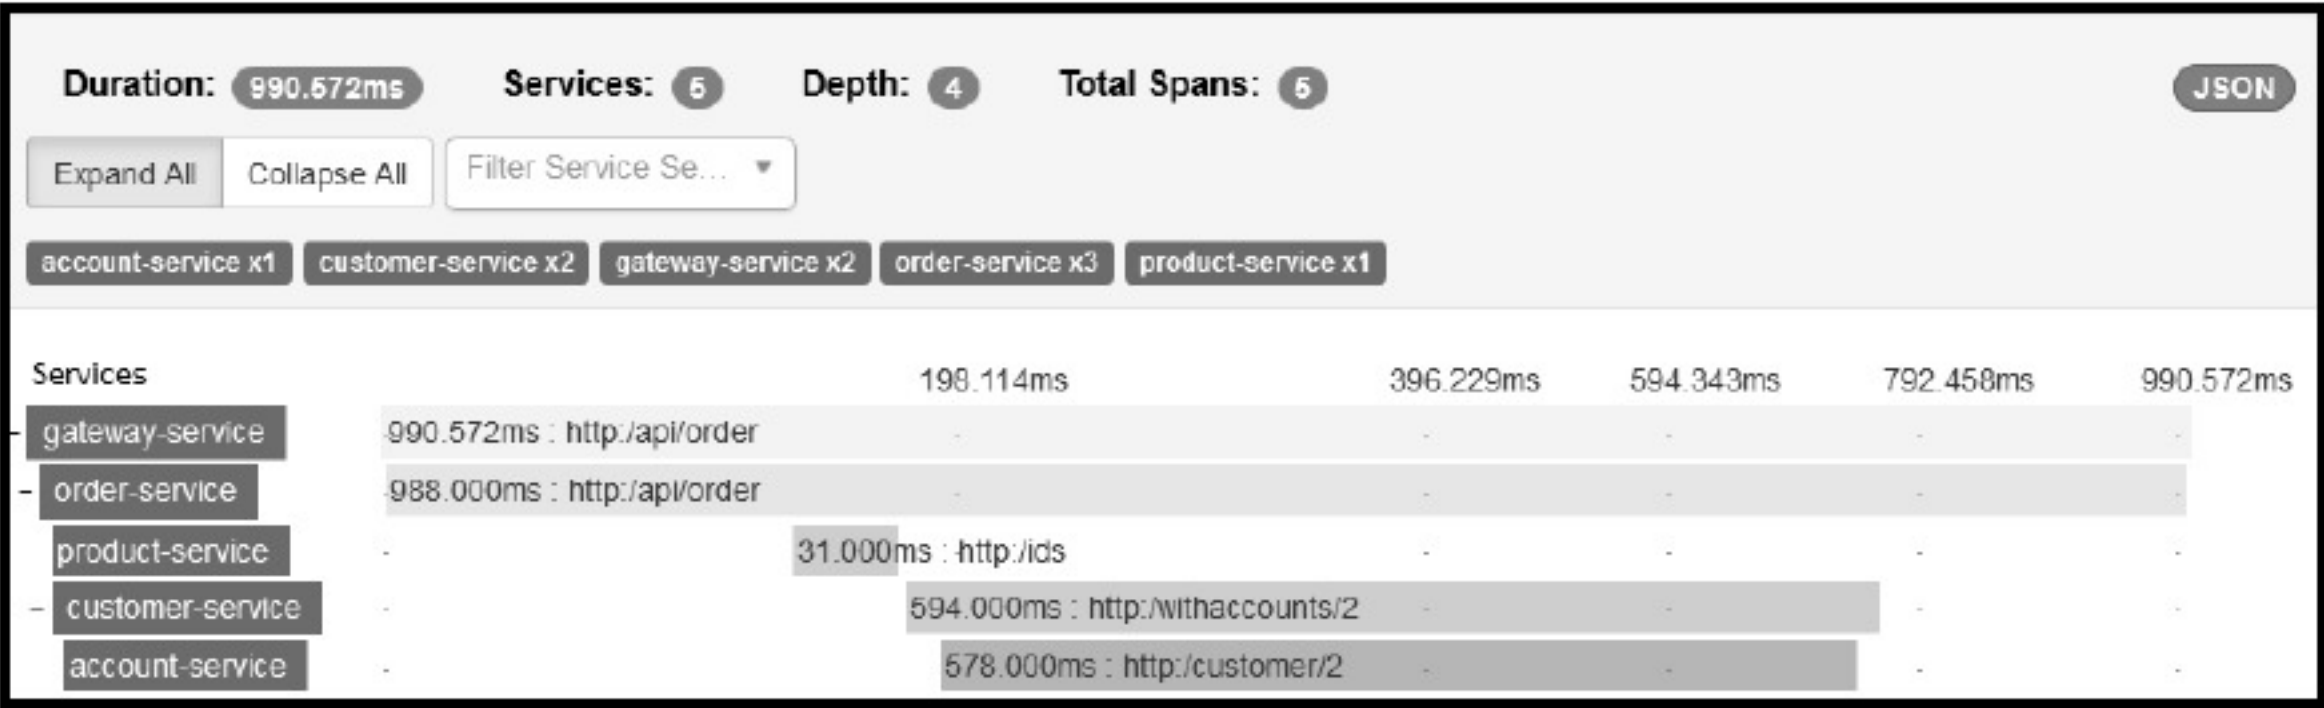 Duration: 990.572ms Services: 5 Depth: 4 Total Spans: 5 JSON
Expand All Collapse All Filter Service Se...
account-service x1 customer-service x2 gateway-service x2 order-service x3 product-service x1
Services 198.114ms 396.229ms 594.343ms 792.458ms 990.572ms
- gateway-service 990.572ms : http:/api/order
- order-service 988.000ms : http:/api/order
product-service 31.000ms : http:/ids
- customer-service 594.000ms : http:/withaccounts/2
account-service 578.000ms : http:/customer/2